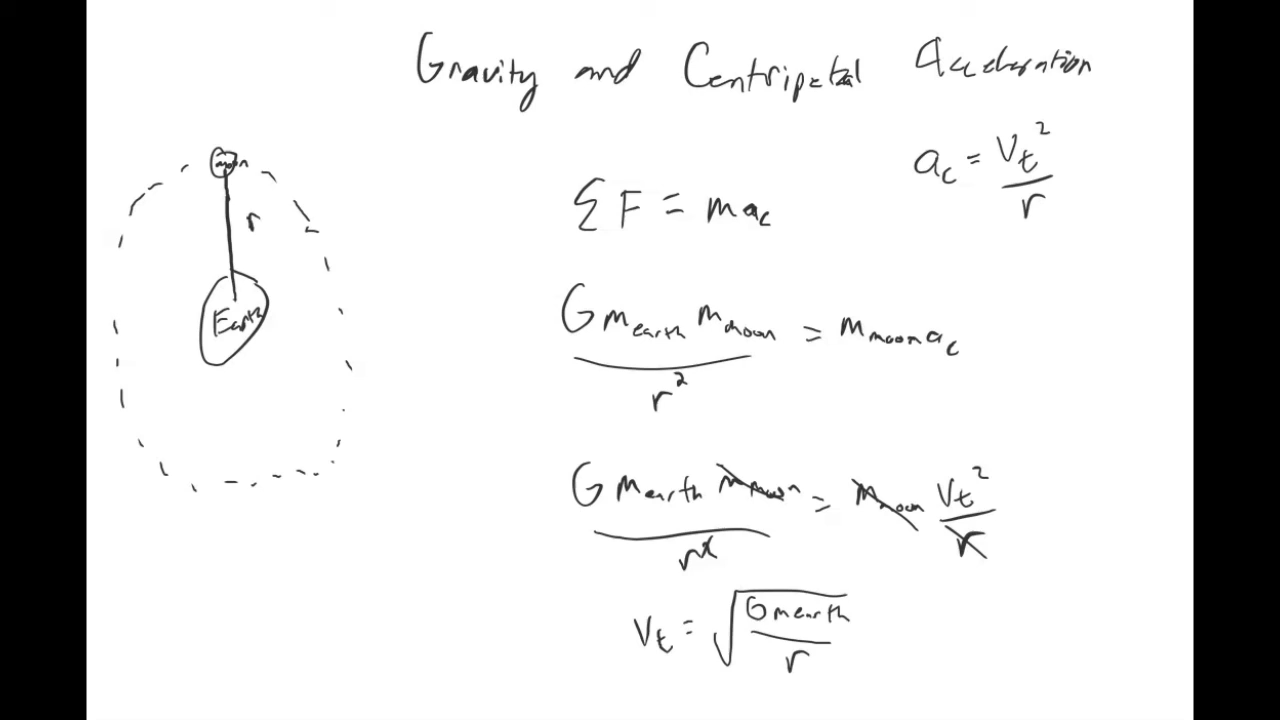 Gravity and Centripetal Acceleration
a_c = V_t^2 / r
moon
r
Earth
ΣF = ma_c
G m_earth m_moon / r^2 = m_moon a_c
G m_earth m_moon / r^2 = m_moon V_t^2 / r
V_t = √(G m earth / r)